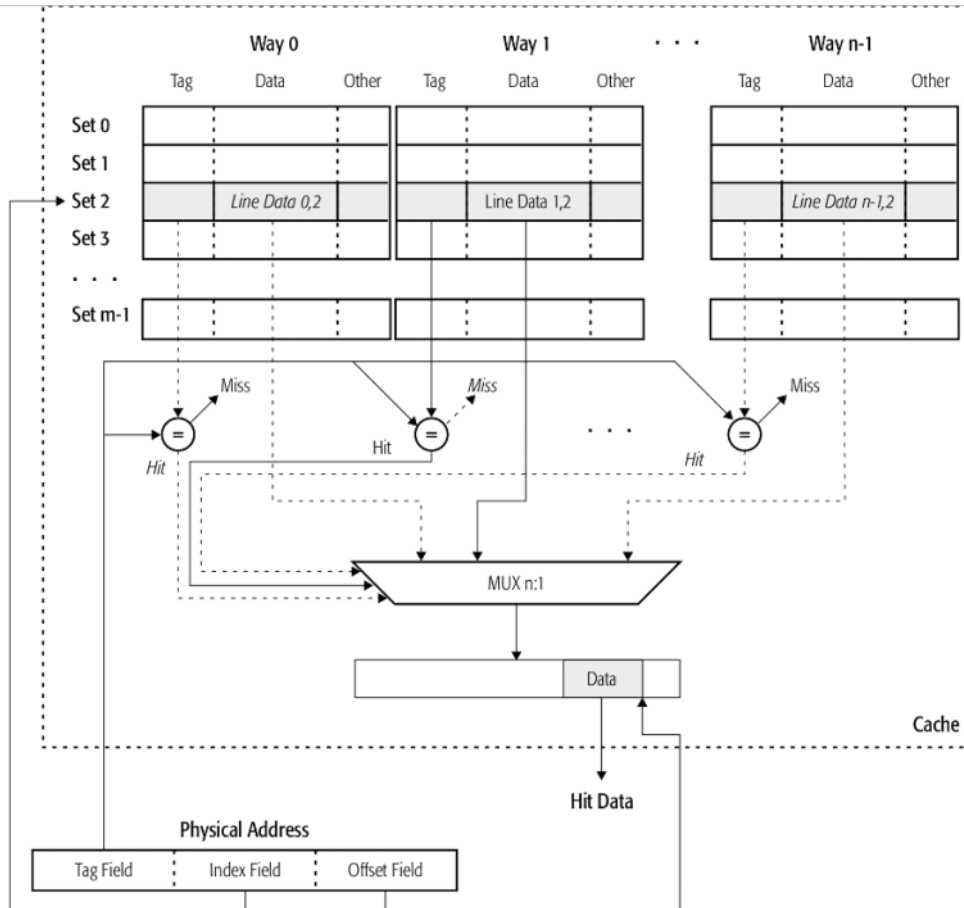 Way 0 Way 1 . . . Way n-1
Tag Data Other Tag Data Other Tag Data Other
Set 0
Set 1
Set 2 Line Data 0,2 Line Data 1,2 Line Data n-1,2
Set 3
. . .
Set m-1
Miss Miss Miss
= = . . . =
Hit Hit Hit
MUX n:1
Data
Cache
Hit Data
Physical Address
Tag Field Index Field Offset Field